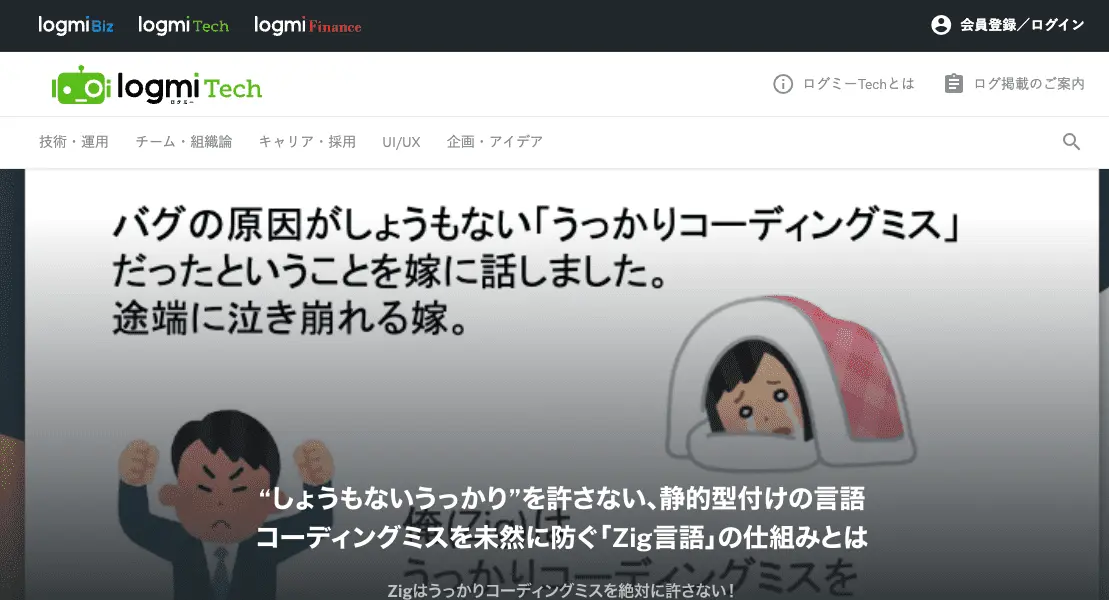 logmi Biz logmi Tech logmi Finance 会員登録／ログイン
logmi Tech
ログミー
ログミーTechとは ログ掲載のご案内
技術・運用 チーム・組織論 キャリア・採用 UI/UX 企画・アイデア
バグの原因がしょうもない「うっかりコーディングミス」
だったということを嫁に話しました。
途端に泣き崩れる嫁。
“しょうもないうっかり”を許さない、静的型付けの言語
コーディングミスを未然に防ぐ「Zig言語」の仕組みとは
俺(Zig)は
うっかりコーディングミスを
Zigはうっかりコーディングミスを絶対に許さない！